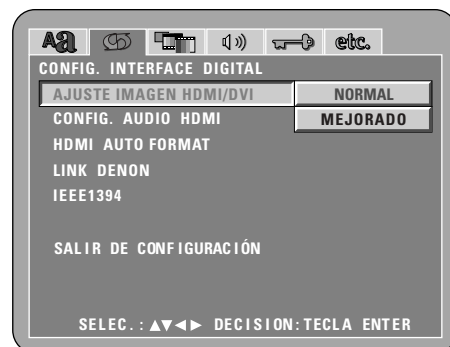 Aa etc.
CONFIG. INTERFACE DIGITAL
AJUSTE IMAGEN HDMI/DVI NORMAL
CONFIG. AUDIO HDMI MEJORADO
HDMI AUTO FORMAT
LINK DENON
IEEE1394
SALIR DE CONFIGURACIÓN
SELEC.:▲▼◀▶ DECISION:TECLA ENTER